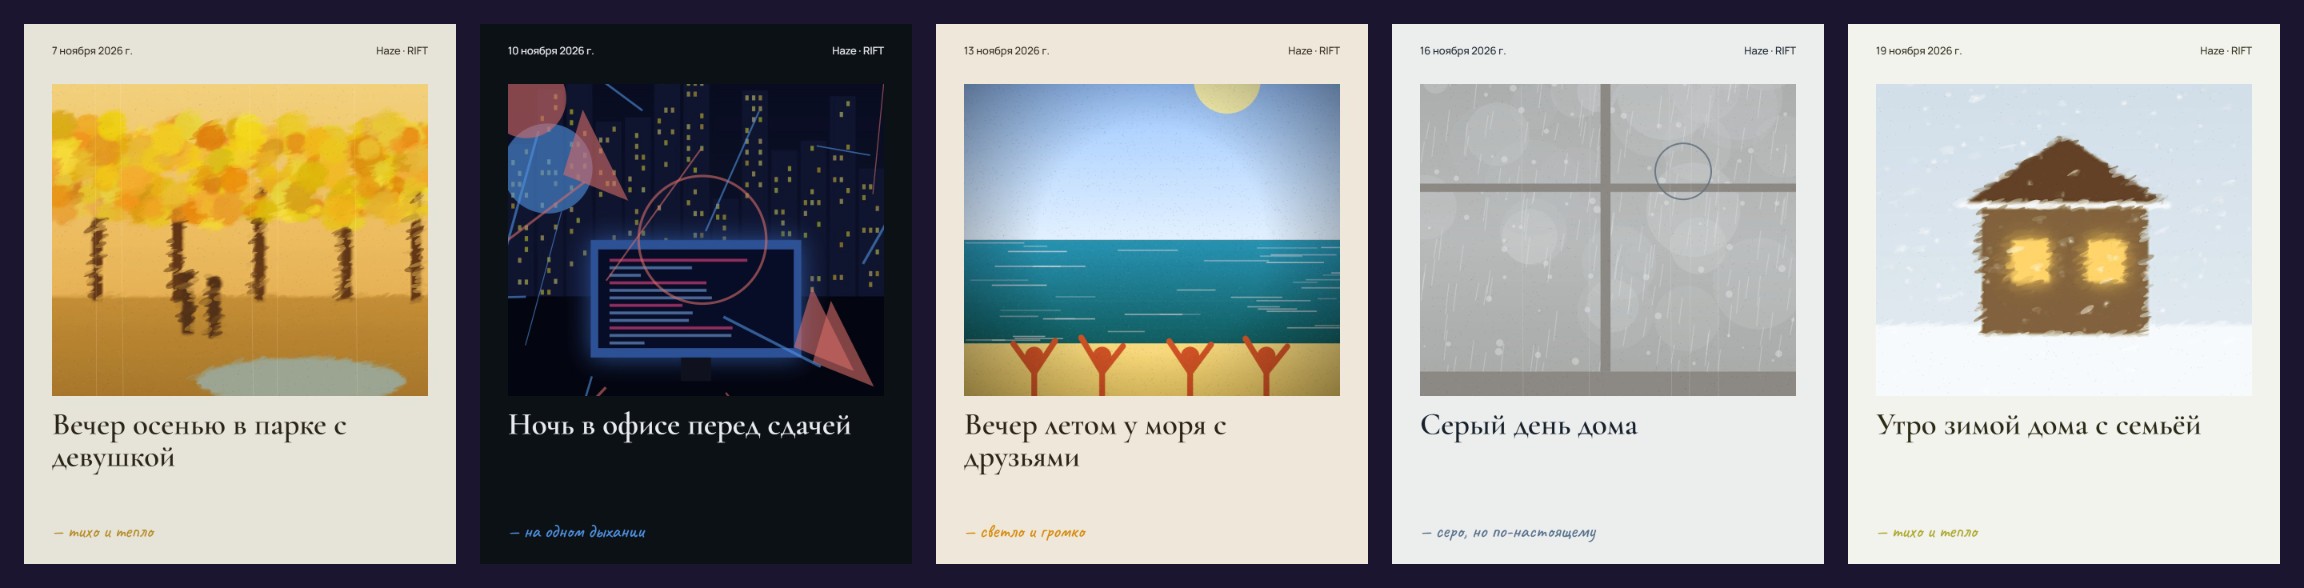 7 ноября 2026 г.
Haze · RIFT
Вечер осенью в парке с
девушкой
— тихо и тепло
10 ноября 2026 г.
Haze · RIFT
Ночь в офисе перед сдачей
— на одном дыхании
13 ноября 2026 г.
Haze · RIFT
Вечер летом у моря с
друзьями
— светло и громко
16 ноября 2026 г.
Haze · RIFT
Серый день дома
— серо, но по-настоящему
19 ноября 2026 г.
Haze · RIFT
Утро зимой дома с семьёй
— тихо и тепло